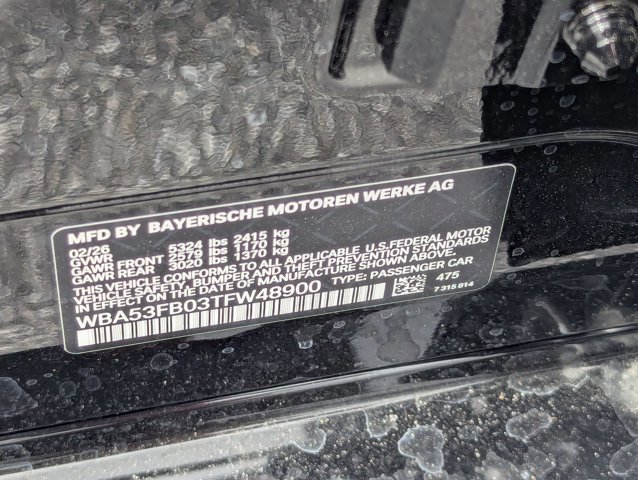 MFD BY BAYERISCHE MOTOREN WERKE AG
02/26 5324 lbs 2415 kg
GVWR
GAWR FRONT 2570 lbs 1170 kg
GAWR REAR 3020 lbs 1370 kg
THIS VEHICLE CONFORMS TO ALL APPLICABLE U.S.FEDERAL MOTOR
VEHICLE SAFETY, BUMPER AND THEFT PREVENTION STANDARDS
IN EFFECT ON THE DATE OF MANUFACTURE SHOWN ABOVE.
WBA53FB03TFW48900 TYPE: PASSENGER CAR
475
7 315 814